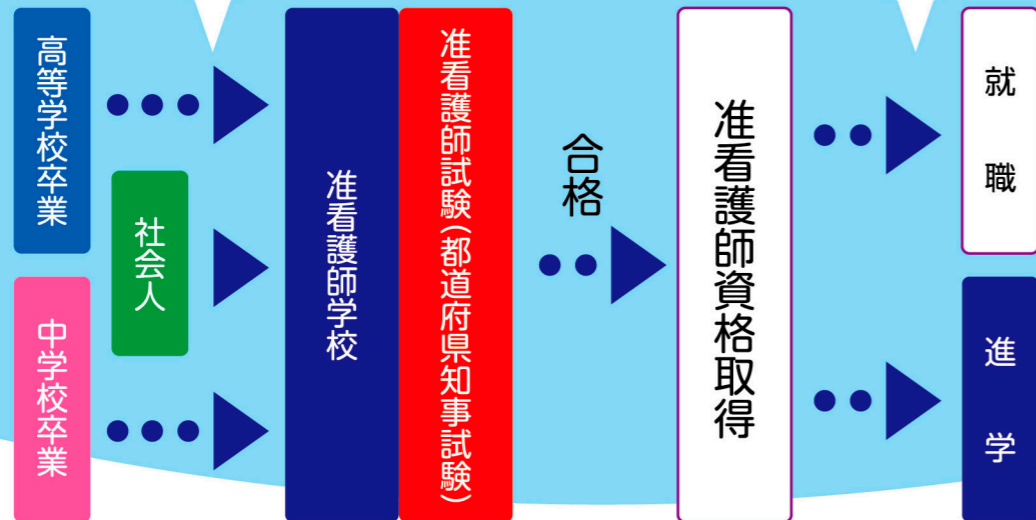 高等学校卒業
社会人
中学校卒業
准看護師学校
准看護師試験（都道府県知事試験）
合格
准看護師資格取得
就職
進学